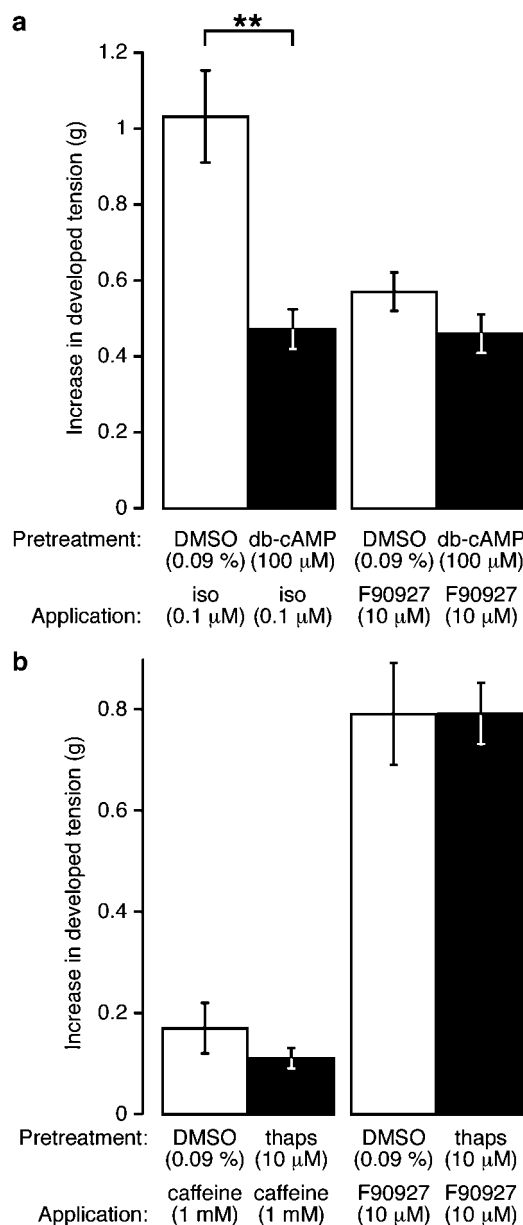 a
**
Increase in developed tension (g)
1.2
1
0.8
0.6
0.4
0.2
0
Pretreatment: DMSO db-cAMP DMSO db-cAMP
(0.09 %) (100 μM) (0.09 %) (100 μM)
iso iso F90927 F90927
Application: (0.1 μM) (0.1 μM) (10 μM) (10 μM)
b
Increase in developed tension (g)
0.8
0.6
0.4
0.2
0
Pretreatment: DMSO thaps DMSO thaps
(0.09 %) (10 μM) (0.09 %) (10 μM)
caffeine caffeine F90927 F90927
Application: (1 mM) (1 mM) (10 μM) (10 μM)